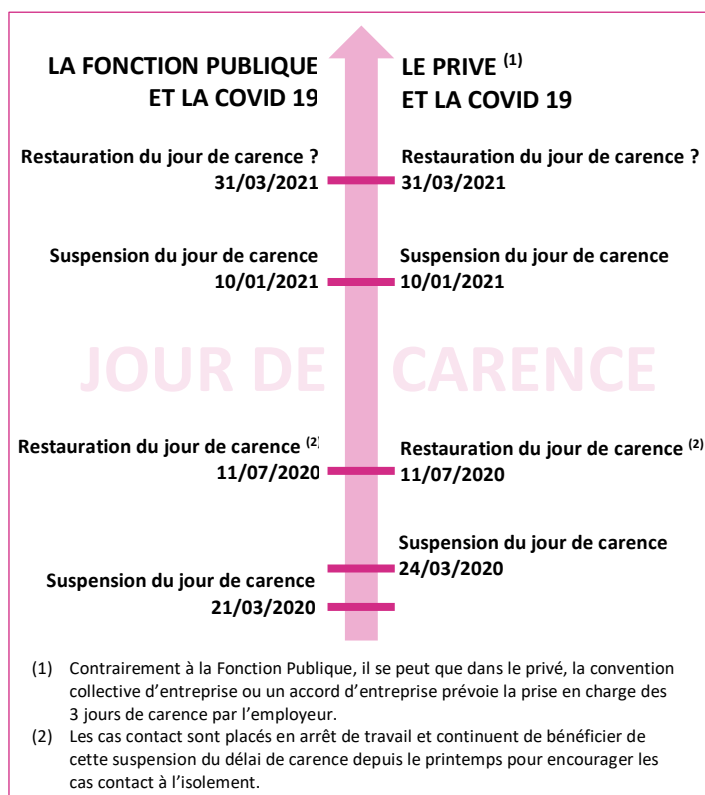 LA FONCTION PUBLIQUE
ET LA COVID 19
LE PRIVE (1)
ET LA COVID 19
Restauration du jour de carence ?
31/03/2021
Restauration du jour de carence ?
31/03/2021
Suspension du jour de carence
10/01/2021
Suspension du jour de carence
10/01/2021
JOUR DE CARENCE
Restauration du jour de carence (2)
11/07/2020
Restauration du jour de carence (2)
11/07/2020
Suspension du jour de carence
24/03/2020
Suspension du jour de carence
21/03/2020
(1) Contrairement à la Fonction Publique, il se peut que dans le privé, la convention
collective d’entreprise ou un accord d’entreprise prévoie la prise en charge des
3 jours de carence par l’employeur.
(2) Les cas contact sont placés en arrêt de travail et continuent de bénéficier de
cette suspension du délai de carence depuis le printemps pour encourager les
cas contact à l’isolement.